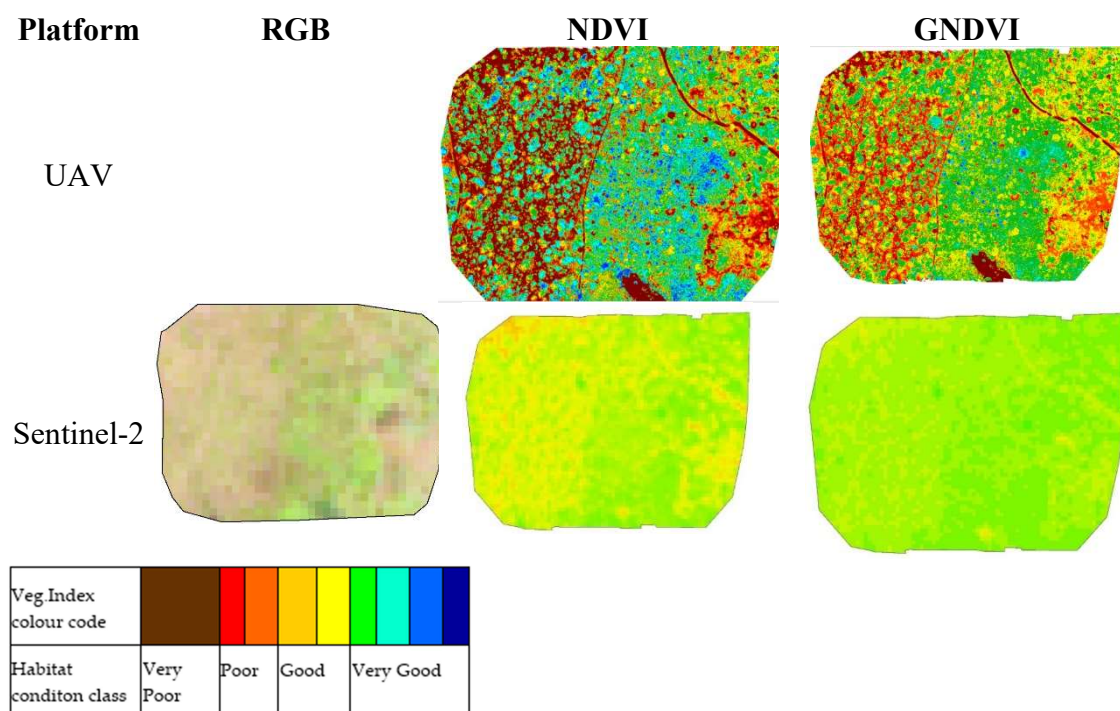 Platform RGB NDVI GNDVI
UAV
Sentinel-2
Veg.Index
colour code
Habitat
conditon class
Very
Poor
Poor
Good
Very Good